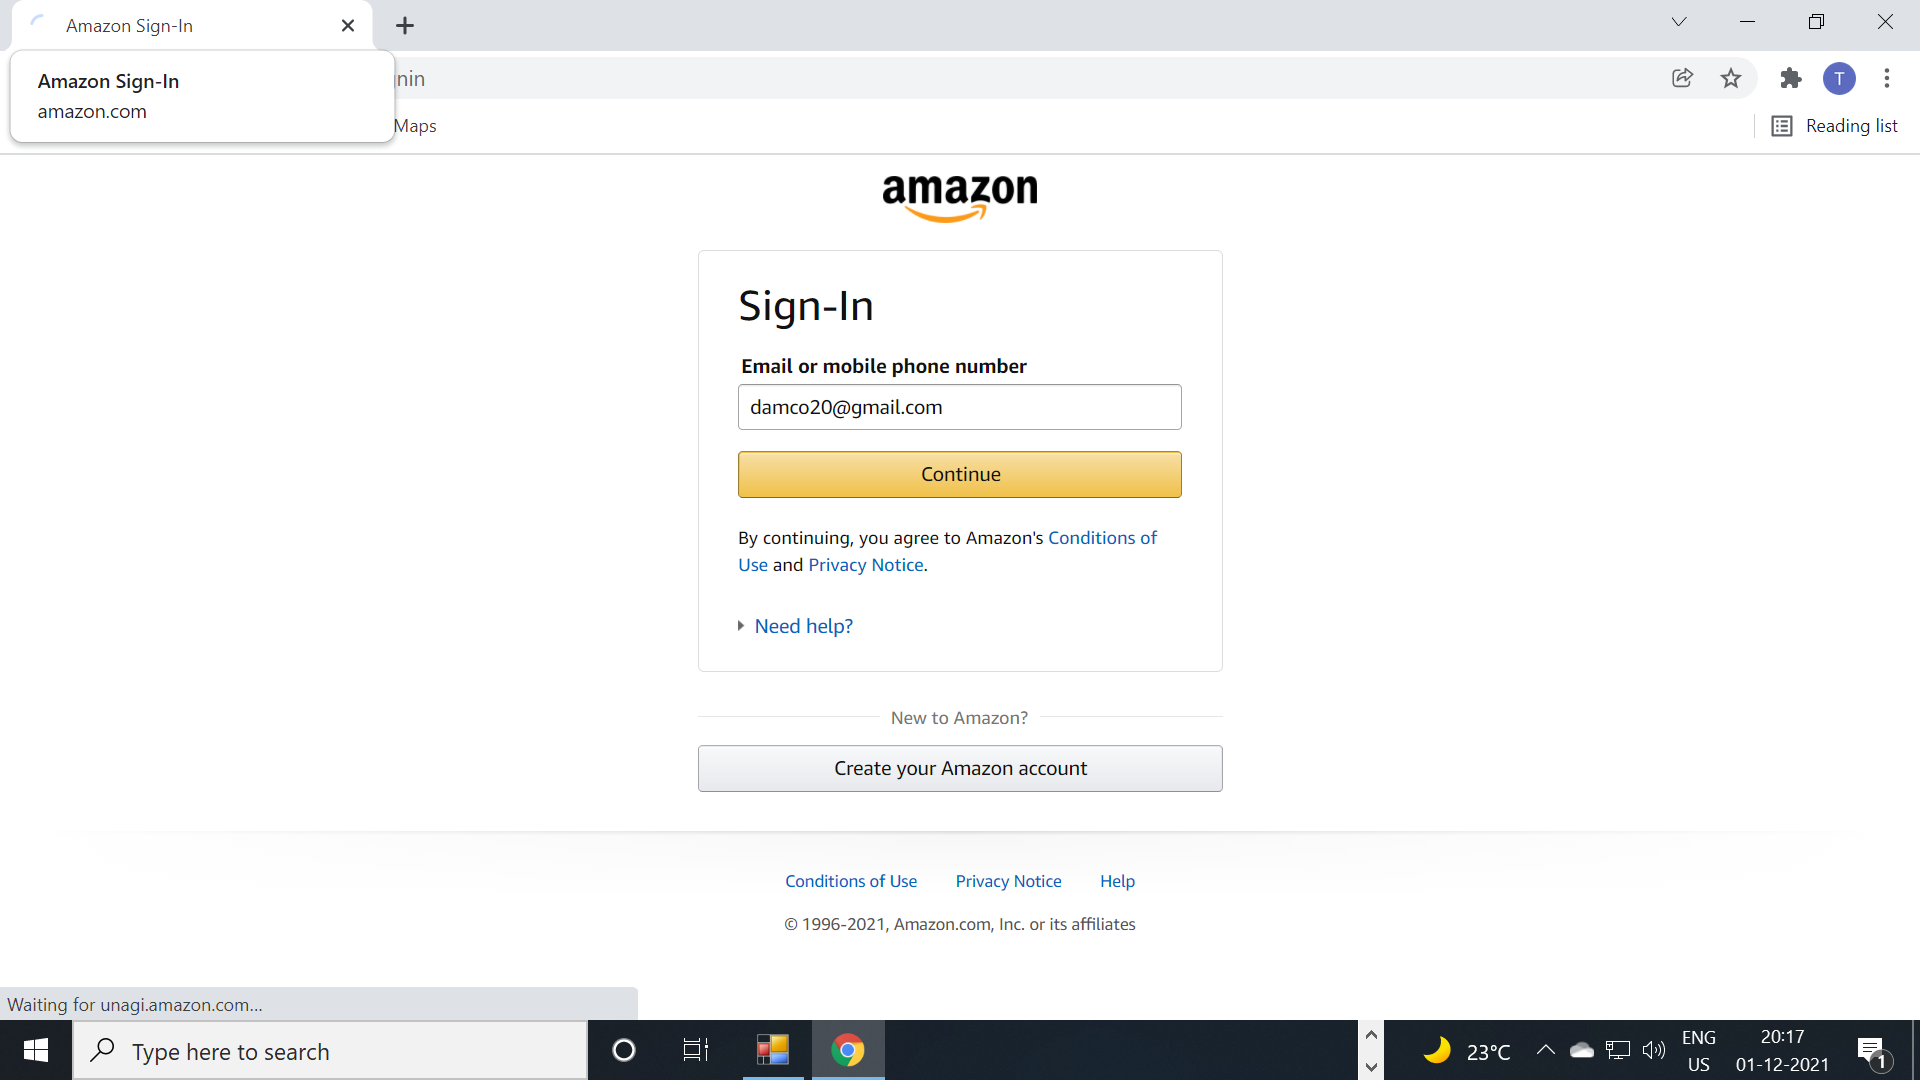 Amazon Sign-In
Amazon Sign-In
amazon.com
nin
Maps
Reading list
T
amazon
Sign-In
Email or mobile phone number
damco20@gmail.com
Continue
By continuing, you agree to Amazon's Conditions of
Use and Privacy Notice.
Need help?
New to Amazon?
Create your Amazon account
Conditions of Use Privacy Notice Help
© 1996-2021, Amazon.com, Inc. or its affiliates
Waiting for unagi.amazon.com...
Type here to search
23°C
ENG
US
20:17
01-12-2021
1